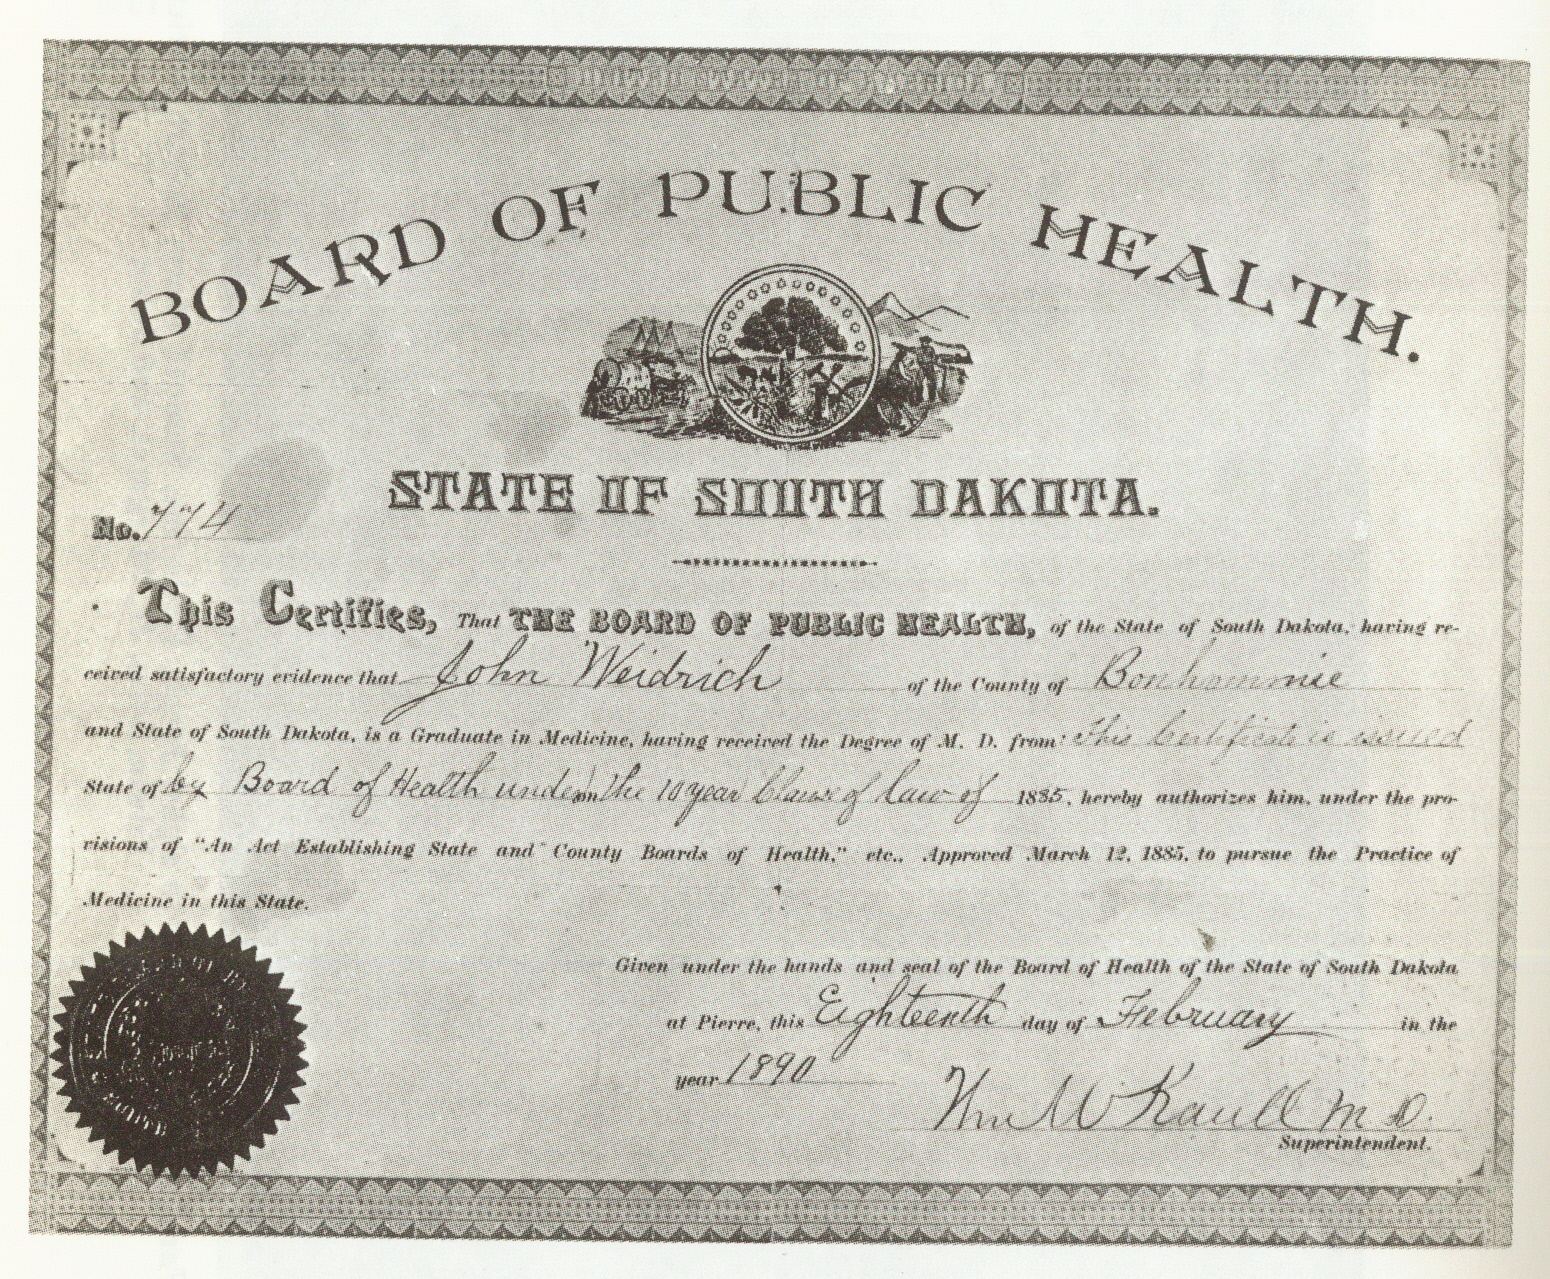 BOARD OF PUBLIC HEALTH.
STATE OF SOUTH DAKOTA.
No. 774
This Certifies, That THE BOARD OF PUBLIC HEALTH, of the State of South Dakota, having re-
ceived satisfactory evidence that John Weidrich of the County of Bonhommie
and State of South Dakota, is a Graduate in Medicine, having received the Degree of M. D. from This Certificate is issued
State of by Board of Health under the 10 year Clause of law of 1885, hereby authorizes him, under the pro-
visions of "An Act Establishing State and County Boards of Health," etc., Approved March 12, 1885, to pursue the Practice of
Medicine in this State.
Given under the hands and seal of the Board of Health of the State of South Dakota
at Pierre, this Eighteenth day of February in the
year 1890
Wm M D.
Superintendent.